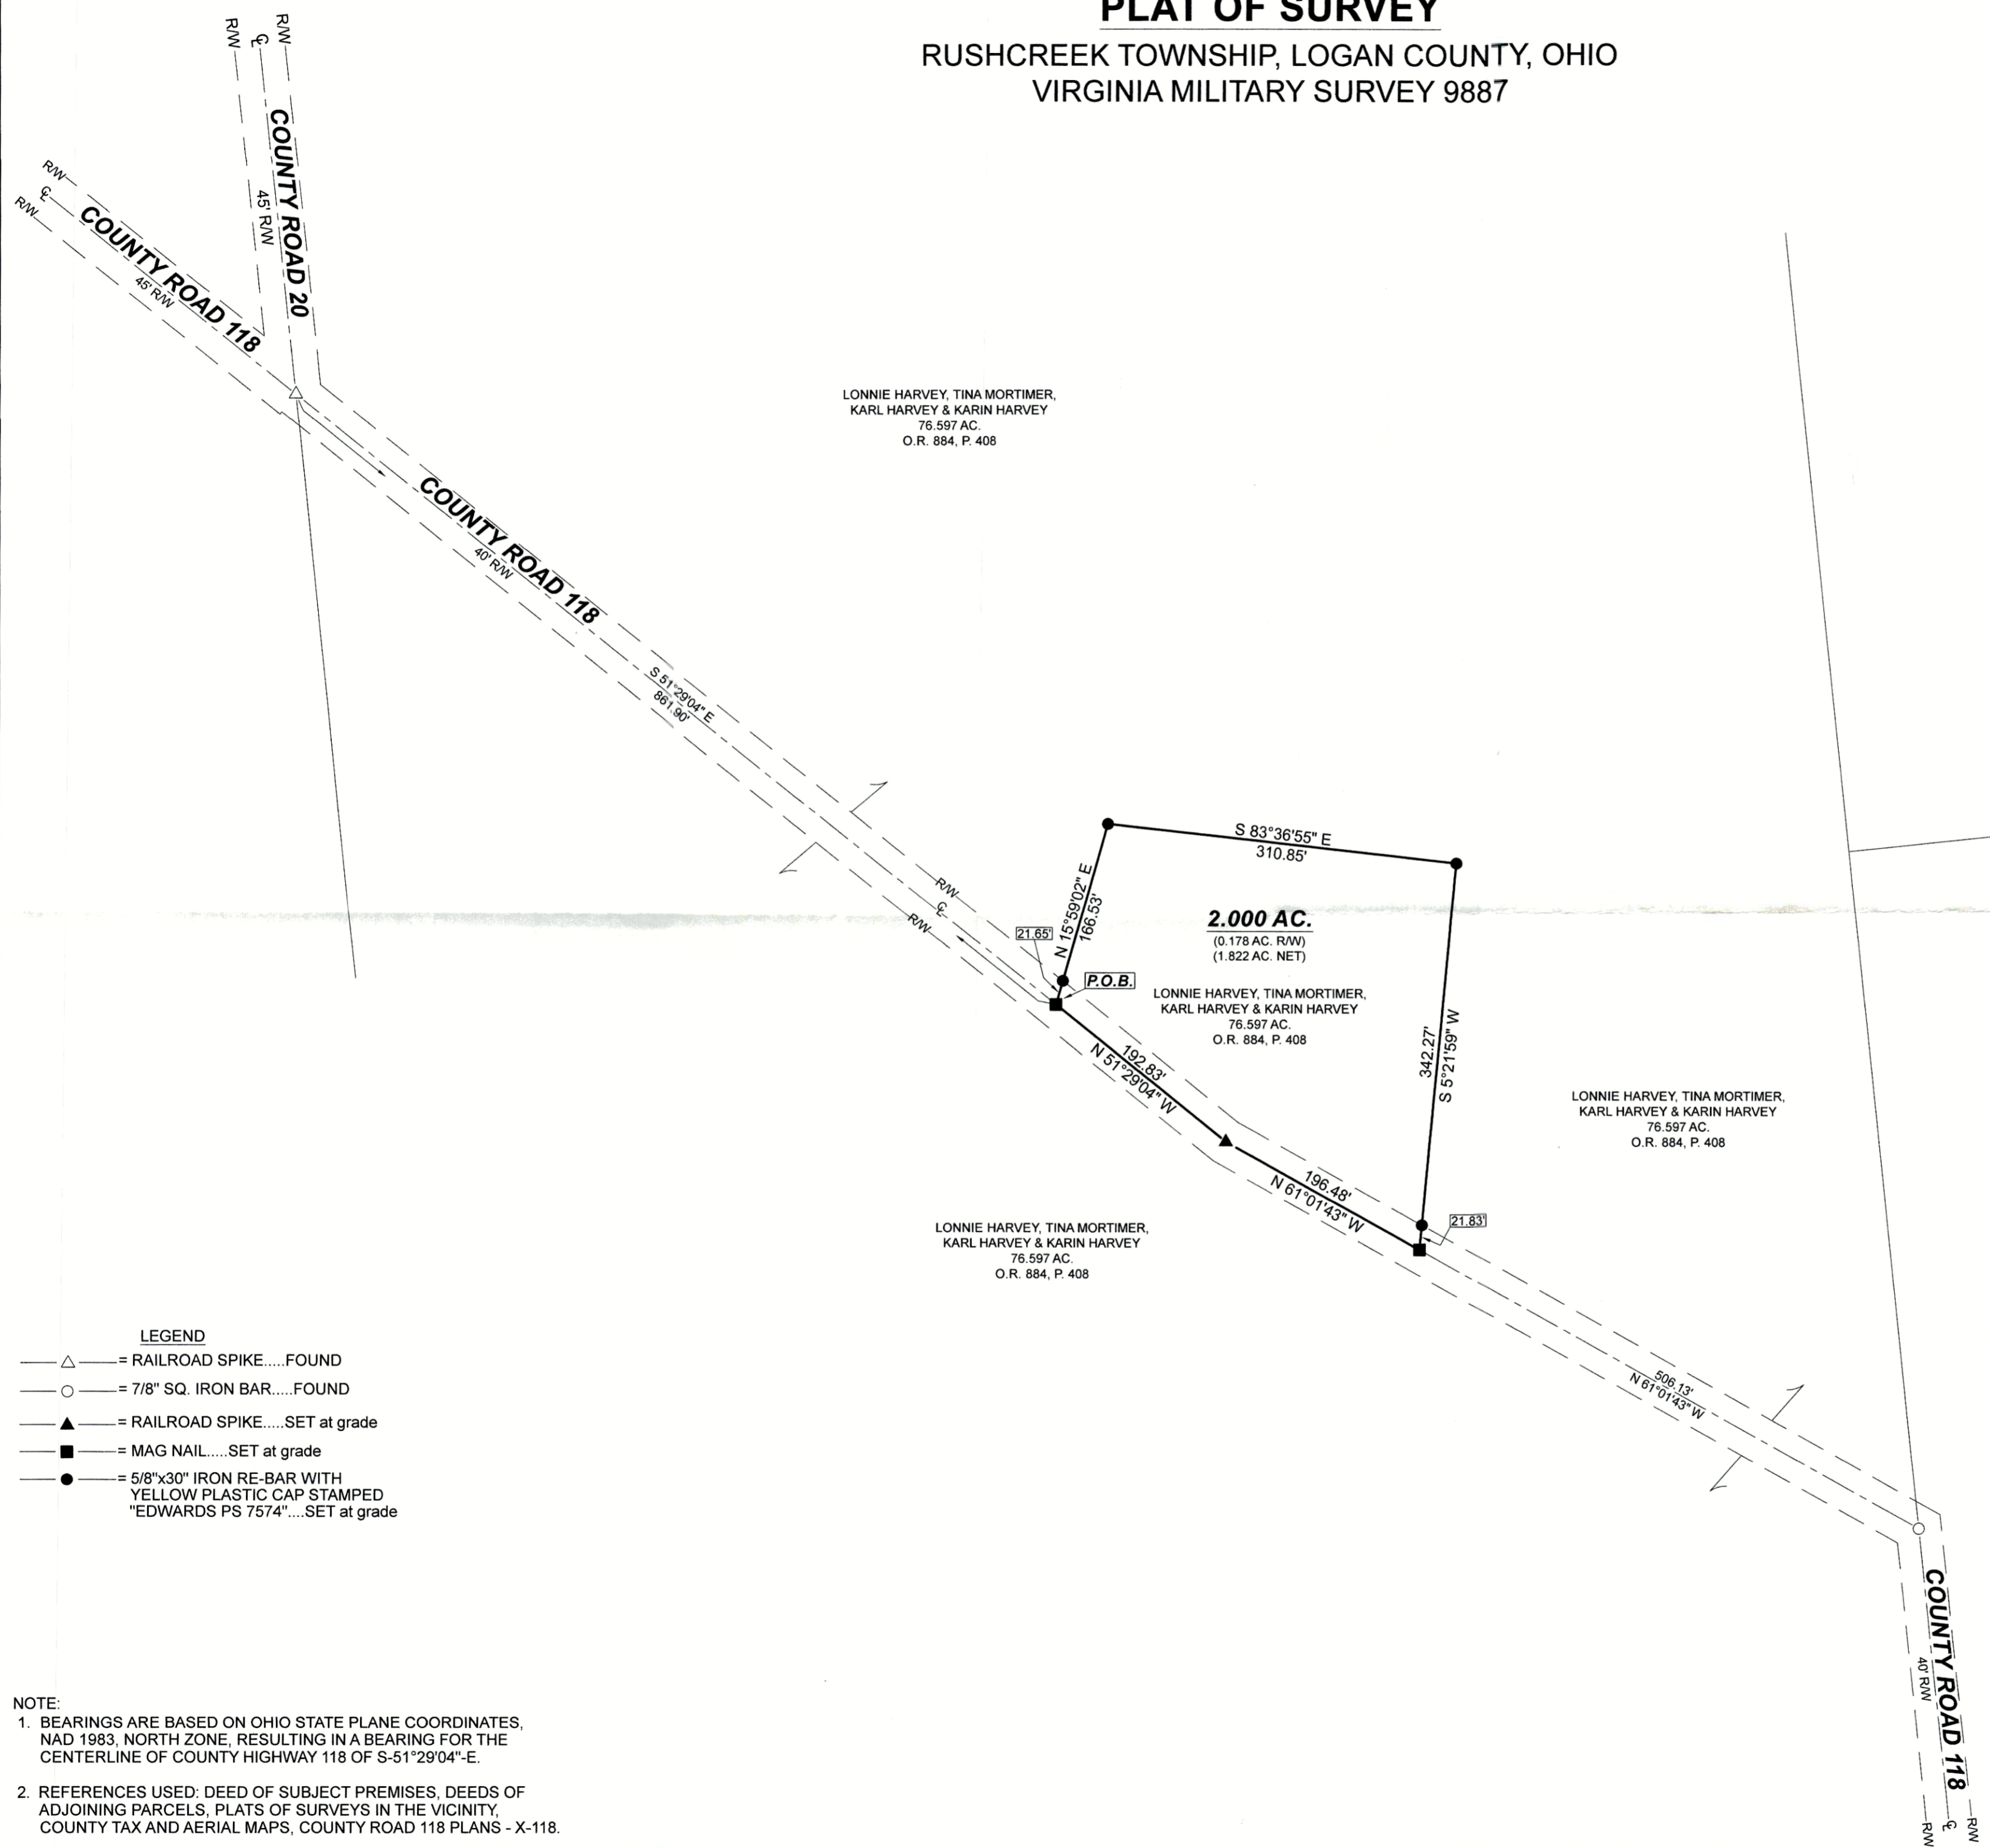 PLAT OF SURVEY
RUSHCREEK TOWNSHIP, LOGAN COUNTY, OHIO
VIRGINIA MILITARY SURVEY 9887
R/W
℄
R/W
COUNTY ROAD 20
45' R/W
R/W
℄
R/W
COUNTY ROAD 118
45' R/W
LONNIE HARVEY, TINA MORTIMER,
KARL HARVEY & KARIN HARVEY
76.597 AC.
O.R. 884, P. 408
COUNTY ROAD 118
40' R/W
S 51°29'04" E
861.90'
R/W
℄
R/W
S 83°36'55" E
310.85'
N 15°59'02" E
166.53'
21.65'
P.O.B.
2.000 AC.
(0.178 AC. R/W)
(1.822 AC. NET)
LONNIE HARVEY, TINA MORTIMER,
KARL HARVEY & KARIN HARVEY
76.597 AC.
O.R. 884, P. 408
342.27'
S 5°21'59" W
192.83'
N 51°29'04" W
196.48'
N 61°01'43" W
21.83'
LONNIE HARVEY, TINA MORTIMER,
KARL HARVEY & KARIN HARVEY
76.597 AC.
O.R. 884, P. 408
LONNIE HARVEY, TINA MORTIMER,
KARL HARVEY & KARIN HARVEY
76.597 AC.
O.R. 884, P. 408
506.13'
N 61°01'43" W
COUNTY ROAD 118
40' R/W
R/W
℄
R/W
LEGEND
= RAILROAD SPIKE.....FOUND
= 7/8" SQ. IRON BAR.....FOUND
= RAILROAD SPIKE.....SET at grade
= MAG NAIL.....SET at grade
= 5/8"x30" IRON RE-BAR WITH
YELLOW PLASTIC CAP STAMPED
"EDWARDS PS 7574"....SET at grade
NOTE:
1. BEARINGS ARE BASED ON OHIO STATE PLANE COORDINATES,
NAD 1983, NORTH ZONE, RESULTING IN A BEARING FOR THE
CENTERLINE OF COUNTY HIGHWAY 118 OF S-51°29'04"-E.
2. REFERENCES USED: DEED OF SUBJECT PREMISES, DEEDS OF
ADJOINING PARCELS, PLATS OF SURVEYS IN THE VICINITY,
COUNTY TAX AND AERIAL MAPS, COUNTY ROAD 118 PLANS - X-118.